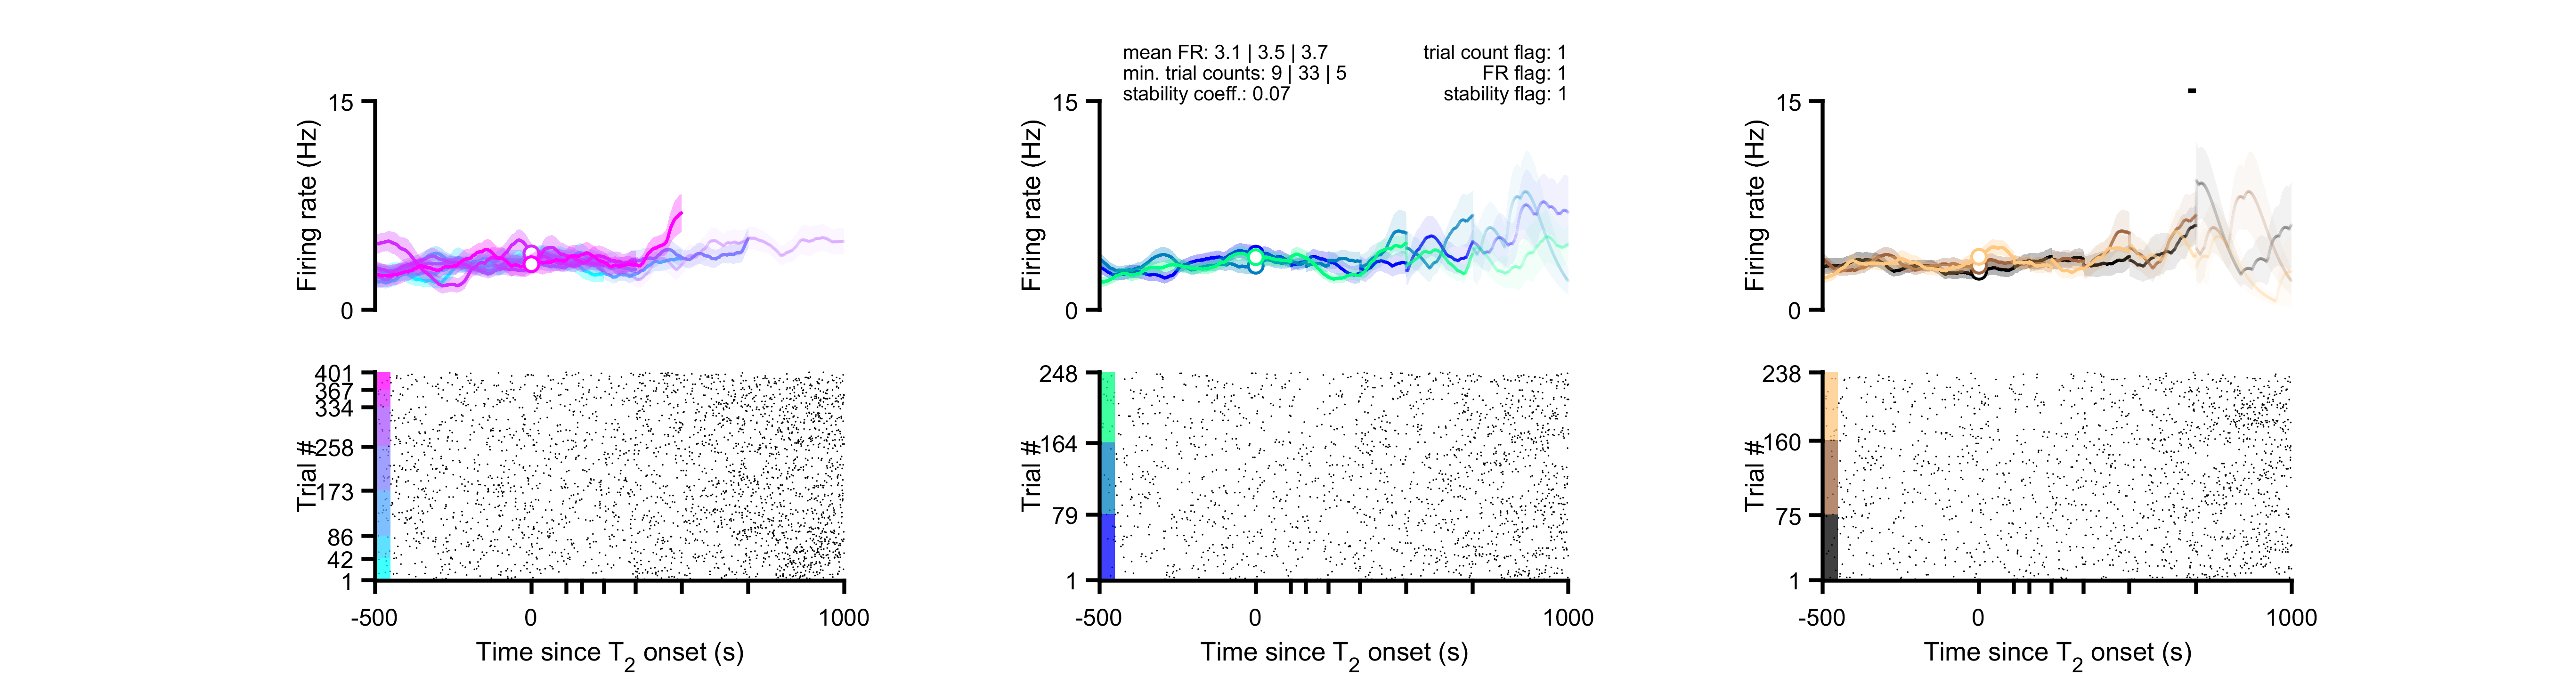 mean FR: 3.1 | 3.5 | 3.7
min. trial counts: 9 | 33 | 5
stability coeff.: 0.07
trial count flag: 1
FR flag: 1
stability flag: 1
15
Firing rate (Hz)
0
15
Firing rate (Hz)
0
15
Firing rate (Hz)
0
401
367
334
258
173
86
42
1
Trial #
-500
0
1000
Time since T2 onset (s)
248
164
79
1
Trial #
-500
0
1000
Time since T2 onset (s)
238
160
75
1
Trial #
-500
0
1000
Time since T2 onset (s)